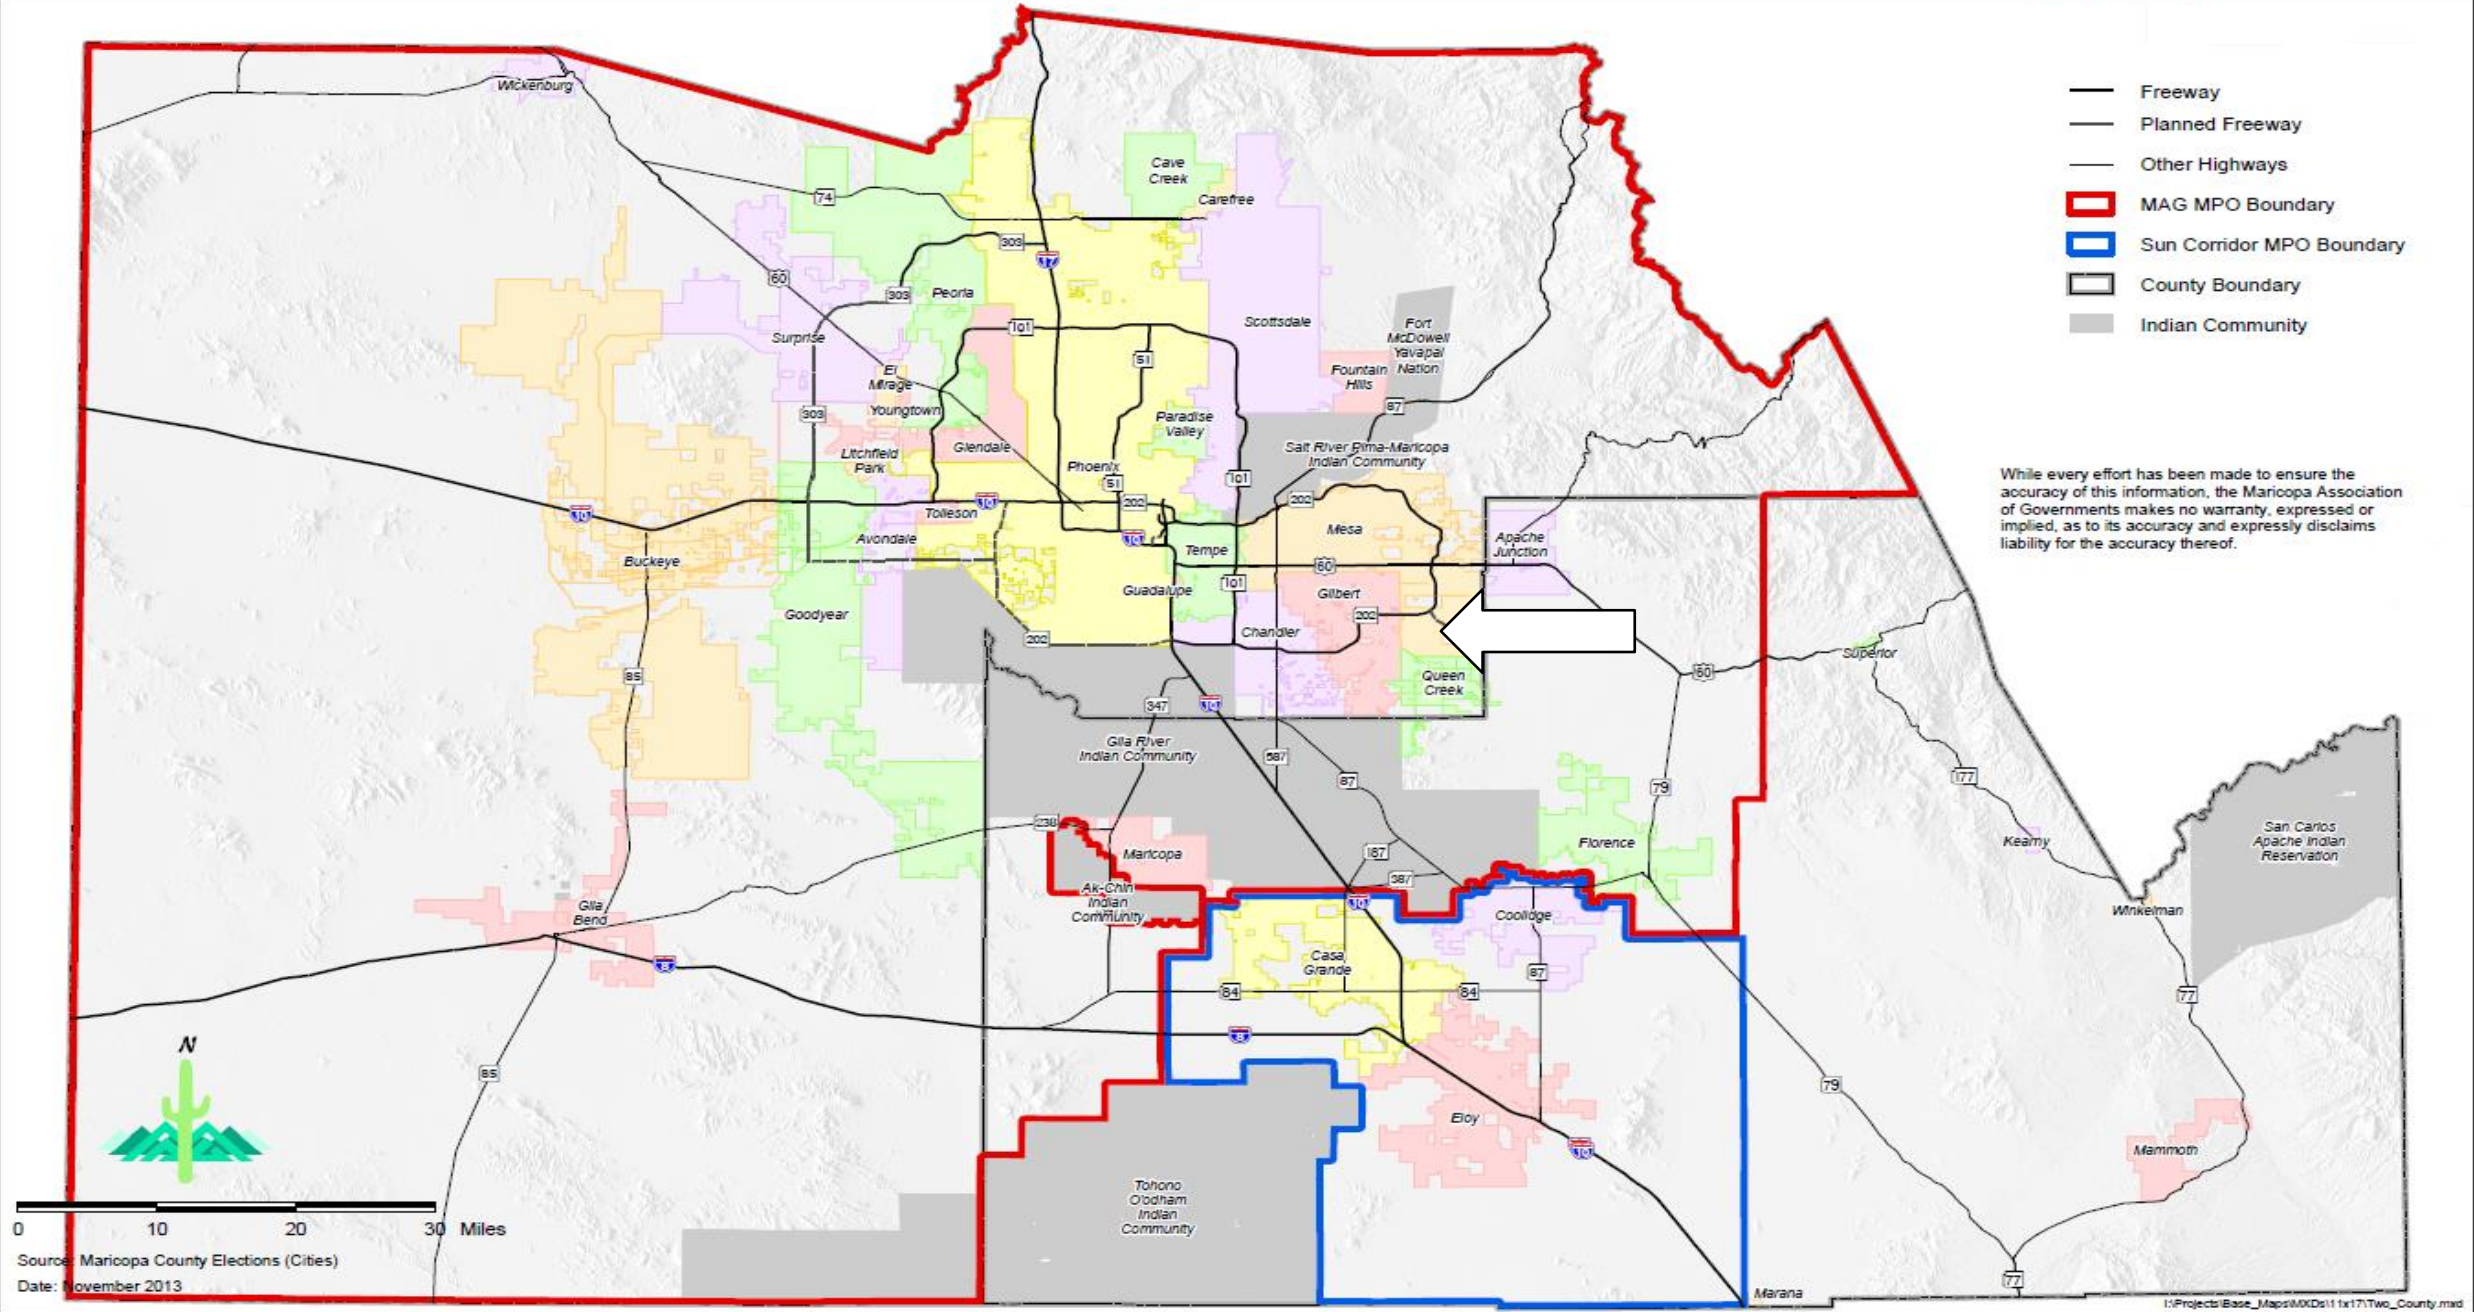 Wickenburg
Cave
Creek
Carefree
74
303
17
60
303
Peoria
Surprise
101
Scottsdale
Fort
McDowell
Yavapai
Nation
51
El
Mirage
Fountain
Hills
303
Youngtown
87
Paradise
Valley
Litchfield
Park
Glendale
Salt River Pima-Maricopa
Indian Community
Phoenix
51
101
10
10
202
202
Tolleson
Mesa
Avondale
10
Tempe
Apache
Junction
Buckeye
60
101
Guadalupe
Gilbert
Goodyear
202
Chandler
202
85
Queen
Creek
60
Superior
347
10
Gila River
Indian Community
587
87
177
79
238
Maricopa
187
Florence
Kearny
San Carlos
Apache Indian
Reservation
387
Ak-Chin
Indian
Community
10
Gila
Bend
Coolidge
Winkelman
8
Casa
Grande
87
84
84
77
8
85
79
Eloy
10
Mammoth
Tohono
O'odham
Indian
Community
77
Marana
Freeway
Planned Freeway
Other Highways
MAG MPO Boundary
Sun Corridor MPO Boundary
County Boundary
Indian Community
While every effort has been made to ensure the
accuracy of this information, the Maricopa Association
of Governments makes no warranty, expressed or
implied, as to its accuracy and expressly disclaims
liability for the accuracy thereof.
N
0 10 20 30 Miles
Source: Maricopa County Elections (Cities)
Date: November 2013
I:\Projects\Base_Maps\MXDs\11x17\Two_County.mxd